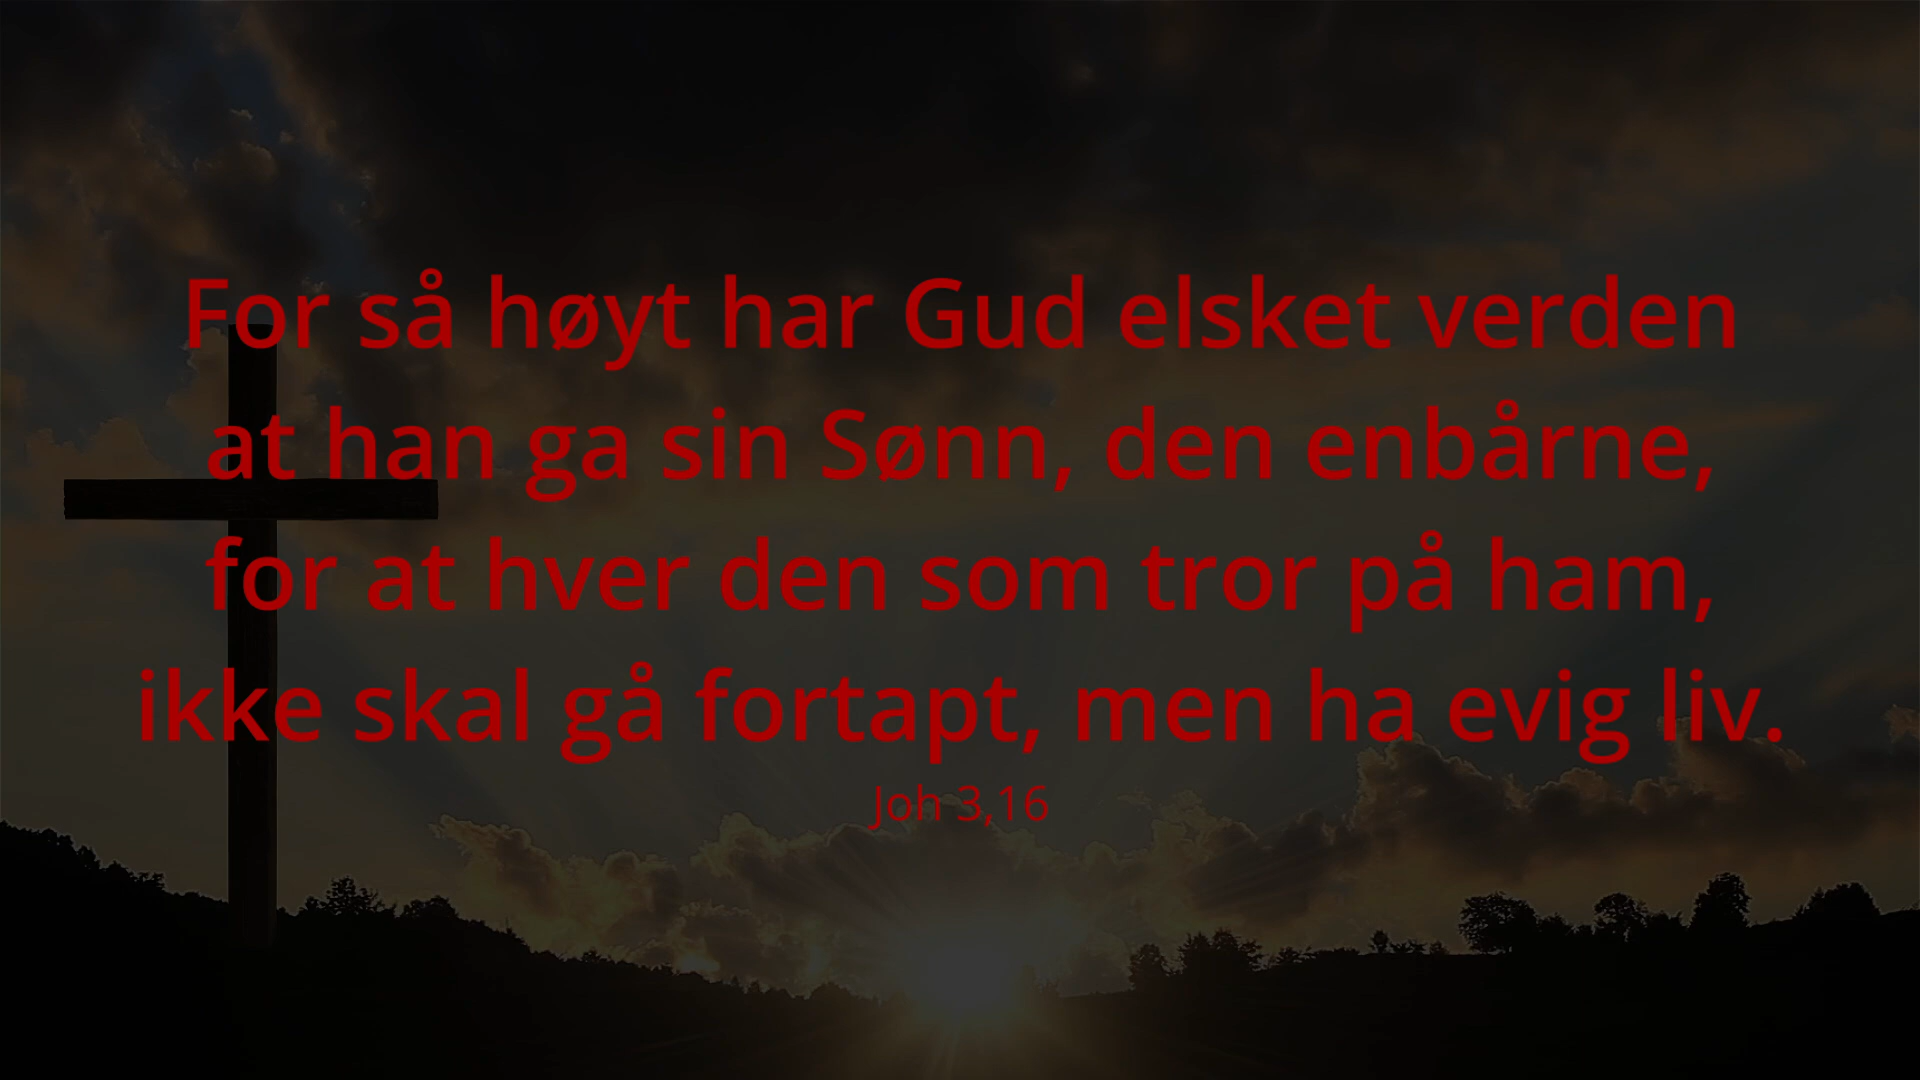 For så høyt har Gud elsket verden
at han ga sin Sønn, den enbårne,
for at hver den som tror på ham,
ikke skal gå fortapt, men ha evig liv.
Joh 3,16